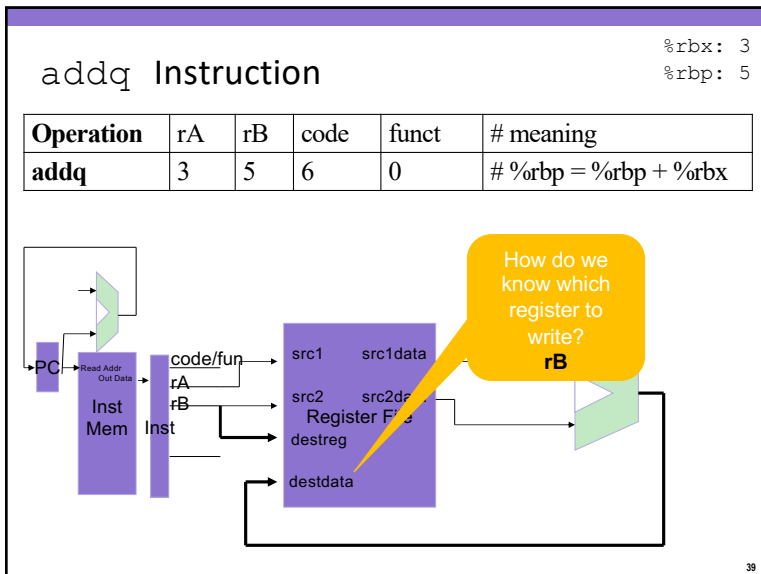 %rbx: 3
addq Instruction
%rbp: 5
Operation rA rB code funct # meaning
addq 3 5 6 0 # %rbp = %rbp + %rbx
How do we
know which
register to
write?
rB
PC
Read Addr
Out Data
Inst
Mem
Inst
code/fun
rA
rB
src1 src1data
src2 src2data
Register File
destreg
destdata
39